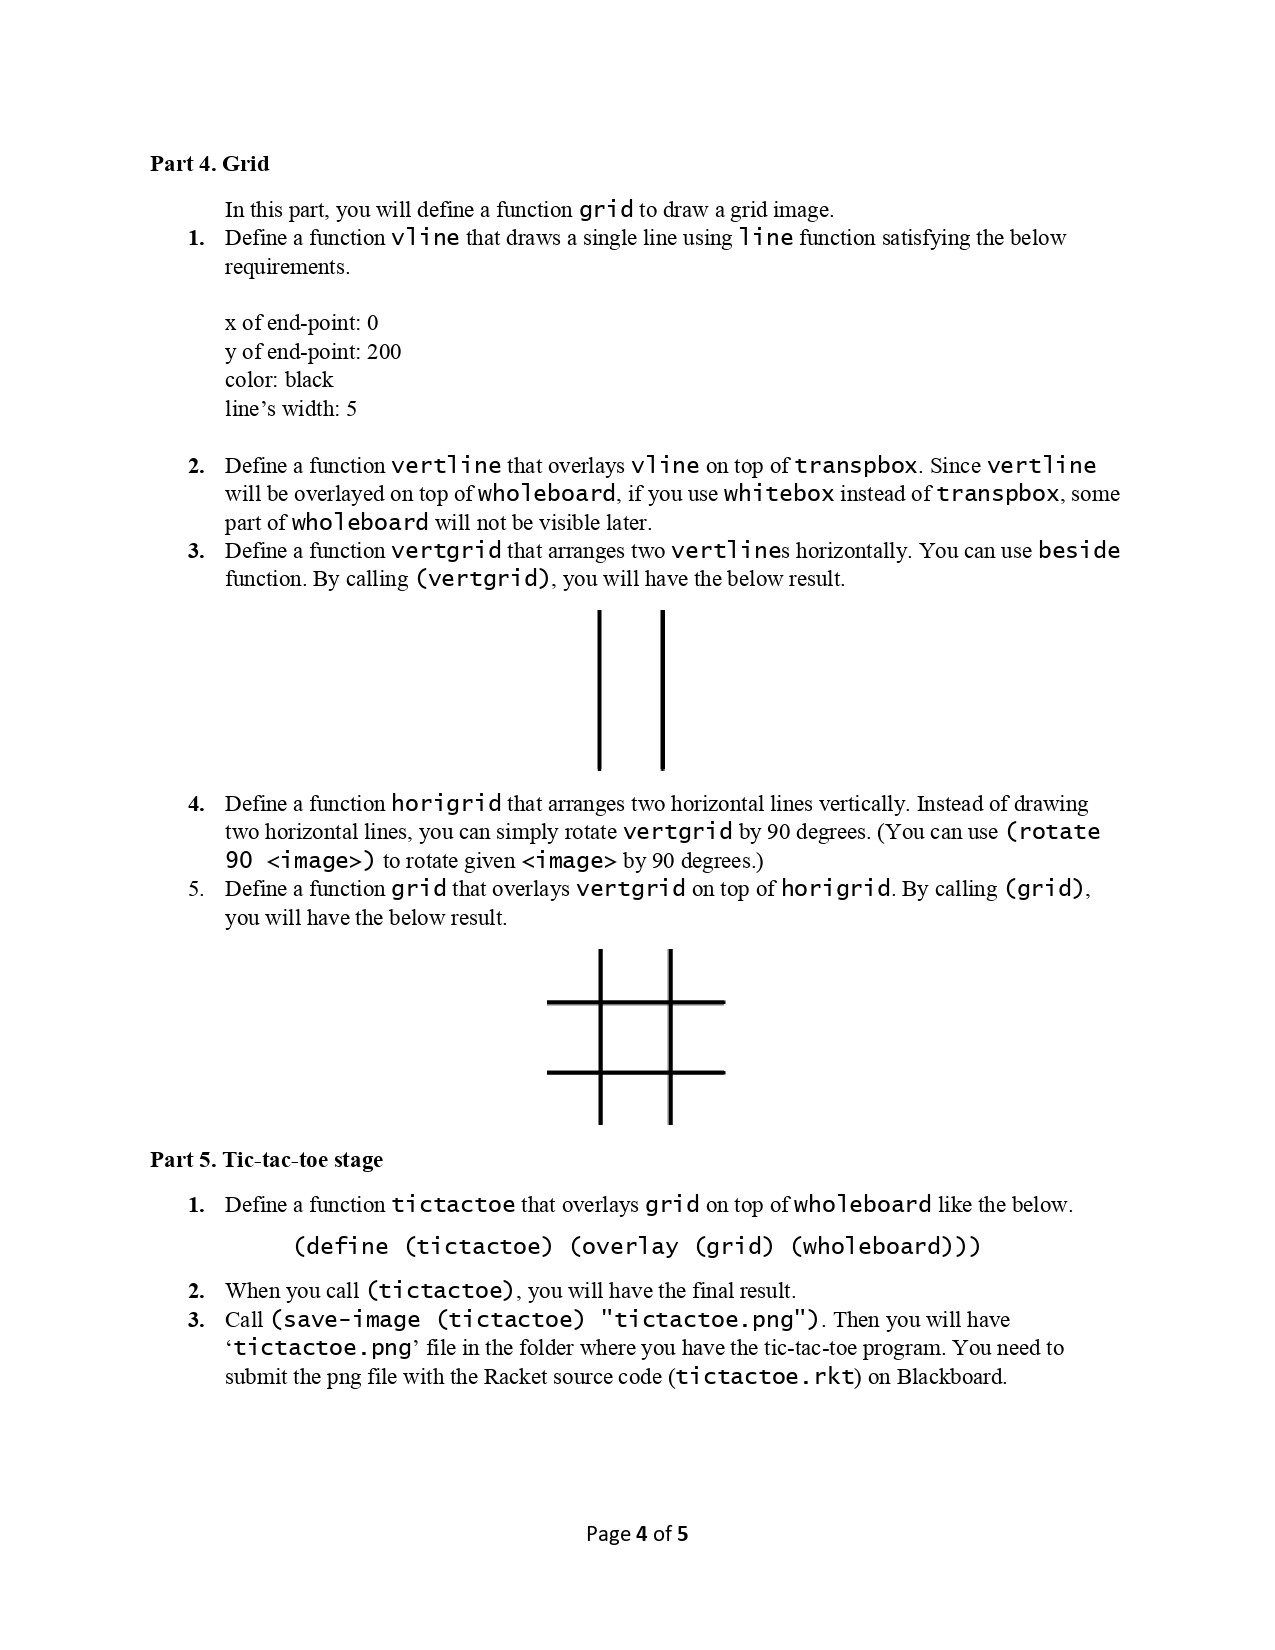 Part 4. Grid
In this part, you will define a function grid to draw a grid image.
1. Define a function vline that draws a single line using line function satisfying the below
requirements.
x of end-point: 0
y of end-point: 200
color: black
line’s width: 5
2. Define a function vertline that overlays vline on top of transpbox. Since vertline
will be overlayed on top of wholeboard, if you use whitebox instead of transpbox, some
part of wholeboard will not be visible later.
3. Define a function vertgrid that arranges two vertlines horizontally. You can use beside
function. By calling (vertgrid), you will have the below result.
4. Define a function horigrid that arranges two horizontal lines vertically. Instead of drawing
two horizontal lines, you can simply rotate vertgrid by 90 degrees. (You can use (rotate
90 <image>) to rotate given <image> by 90 degrees.)
5. Define a function grid that overlays vertgrid on top of horigrid. By calling (grid),
you will have the below result.
Part 5. Tic-tac-toe stage
1. Define a function tictactoe that overlays grid on top of wholeboard like the below.
(define (tictactoe) (overlay (grid) (wholeboard)))
2. When you call (tictactoe), you will have the final result.
3. Call (save-image (tictactoe) "tictactoe.png"). Then you will have
‘tictactoe.png’ file in the folder where you have the tic-tac-toe program. You need to
submit the png file with the Racket source code (tictactoe.rkt) on Blackboard.
Page 4 of 5